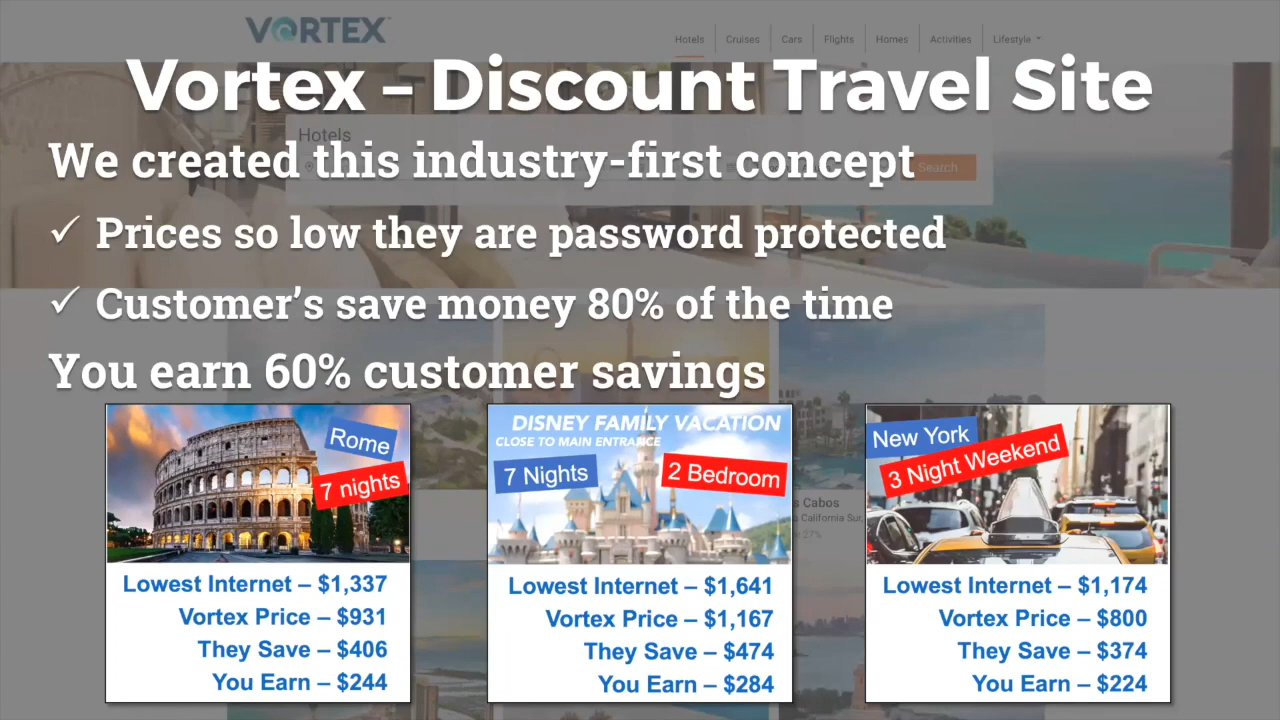 VORTEX
Hotels Cruises Cars Flights Homes Activities Lifestyle
Vortex – Discount Travel Site
Hotels
We created this industry-first concept
Search
✓ Prices so low they are password protected
✓ Customer’s save money 80% of the time
You earn 60% customer savings
Rome
7 nights
Lowest Internet – $1,337
Vortex Price – $931
They Save – $406
You Earn – $244
DISNEY FAMILY VACATION
CLOSE TO MAIN ENTRANCE
7 Nights
2 Bedroom
Lowest Internet – $1,641
Vortex Price – $1,167
They Save – $474
You Earn – $284
New York
3 Night Weekend
s Cabos
a California Sur,
27%
Lowest Internet – $1,174
Vortex Price – $800
They Save – $374
You Earn – $224